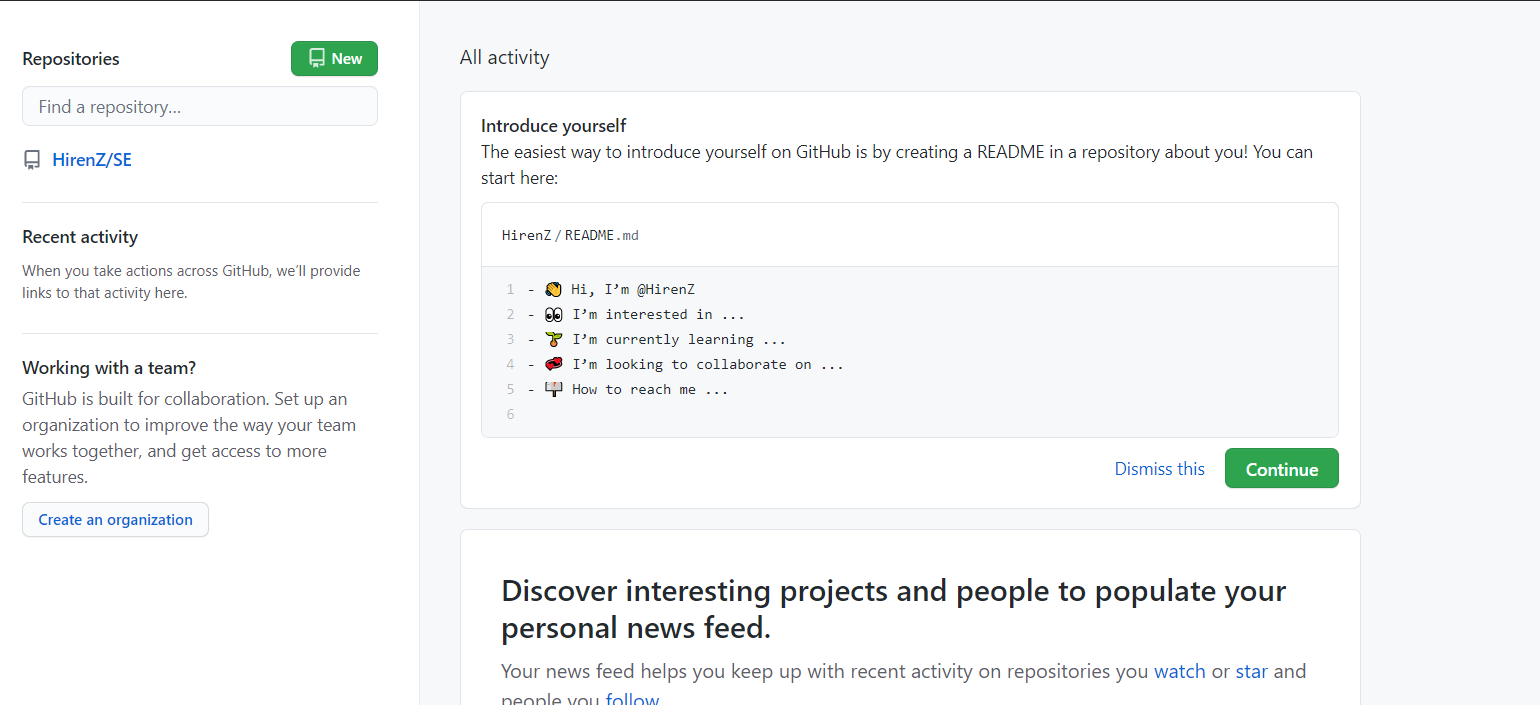 Repositories
New
Find a repository...
HirenZ/SE
Recent activity
When you take actions across GitHub, we'll provide
links to that activity here.
Working with a team?
GitHub is built for collaboration. Set up an
organization to improve the way your team
works together, and get access to more
features.
Create an organization
All activity
Introduce yourself
The easiest way to introduce yourself on GitHub is by creating a README in a repository about you! You can
start here:
HirenZ / README.md
1 - 👋 Hi, I’m @HirenZ
2 - 👀 I’m interested in ...
3 - 🌱 I’m currently learning ...
4 - 💞️ I’m looking to collaborate on ...
5 - 📫 How to reach me ...
6
Dismiss this
Continue
Discover interesting projects and people to populate your
personal news feed.
Your news feed helps you keep up with recent activity on repositories you watch or star and
people you follow.